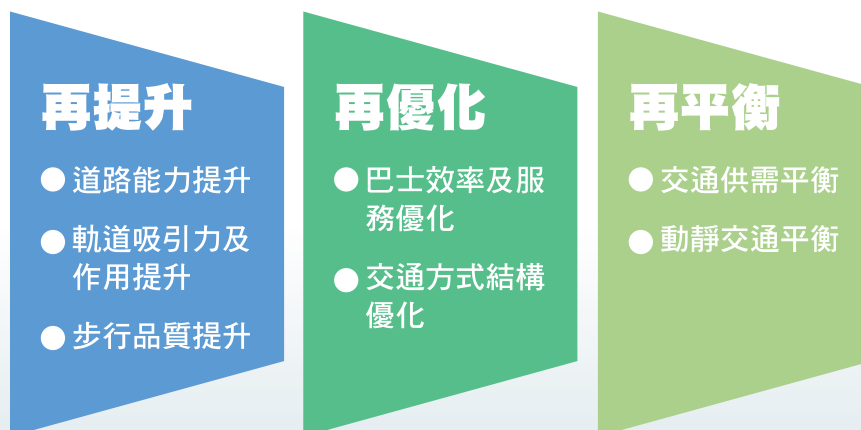 再提升
道路能力提升
軌道吸引力及
作用提升
步行品質提升
再優化
巴士效率及服
務優化
交通方式結構
優化
再平衡
交通供需平衡
動靜交通平衡